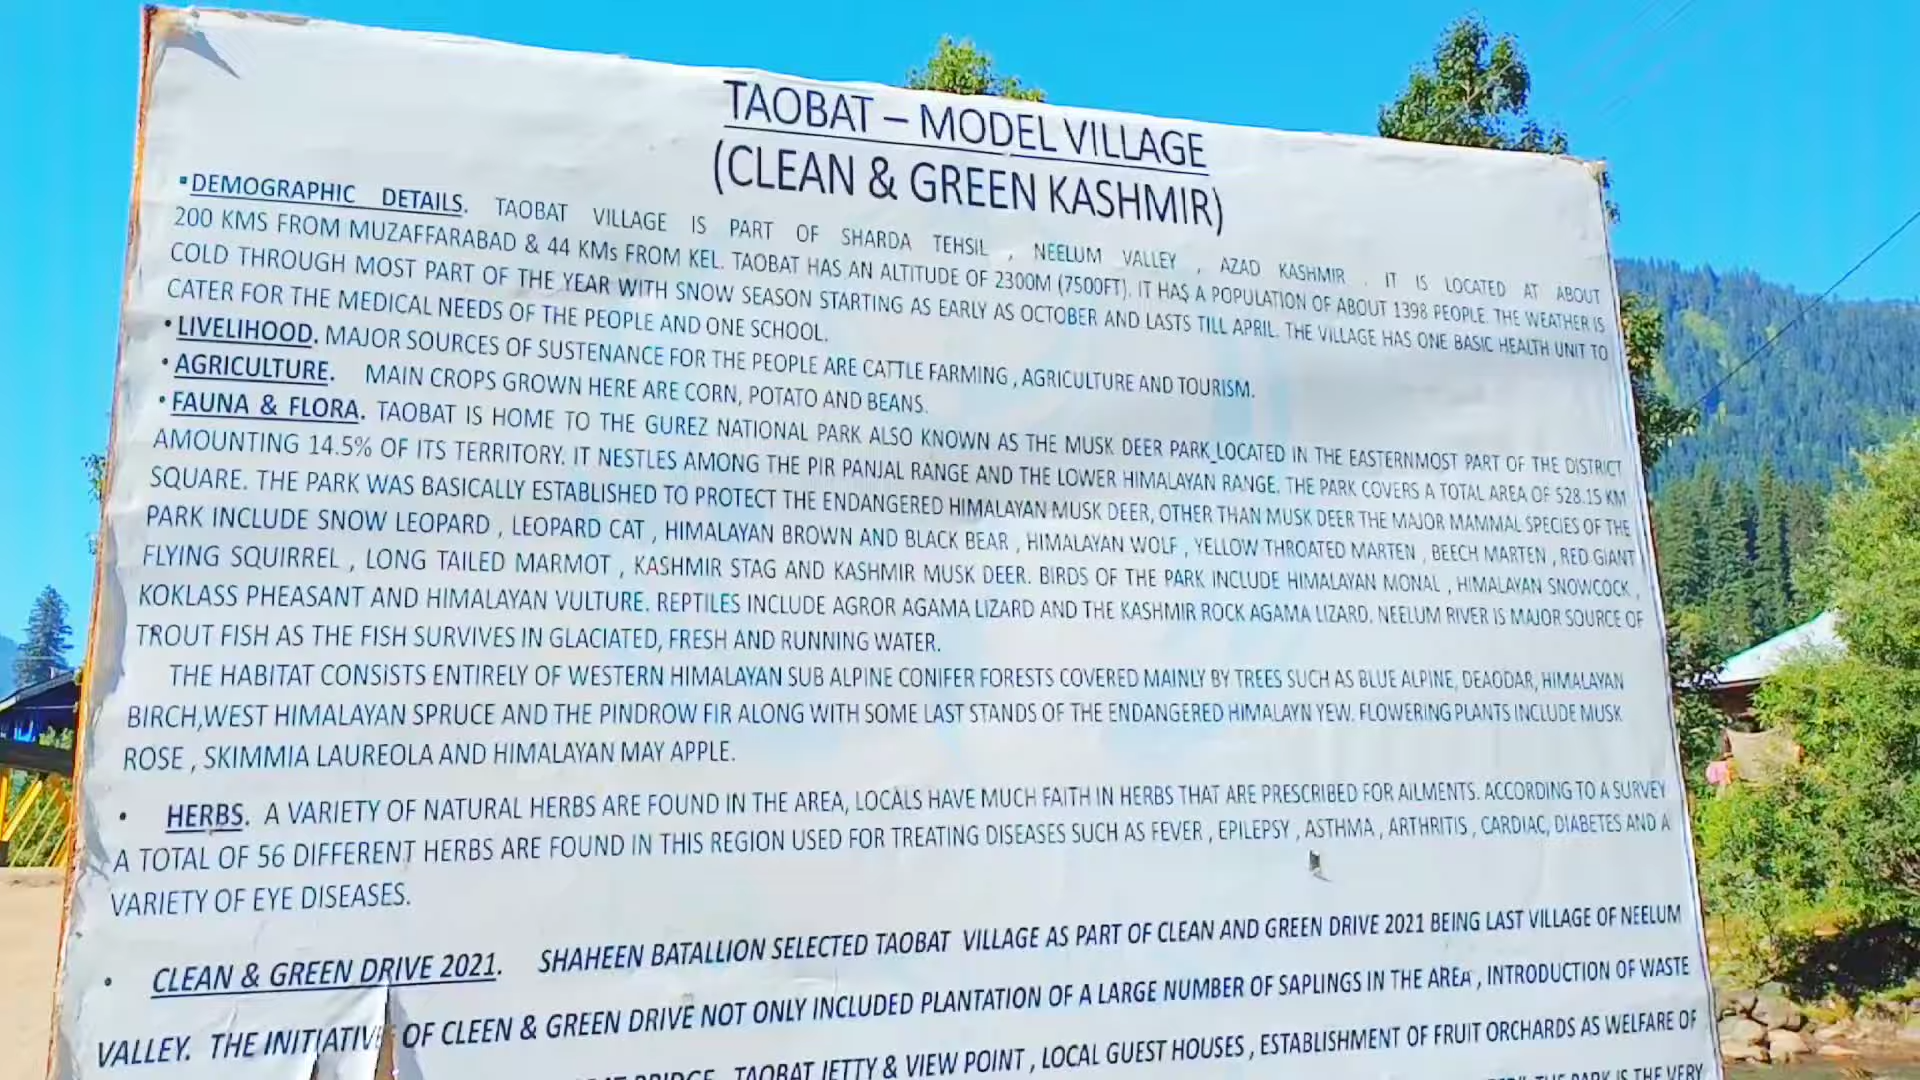 TAOBAT – MODEL VILLAGE
(CLEAN & GREEN KASHMIR)
•DEMOGRAPHIC DETAILS. TAOBAT VILLAGE IS PART OF SHARDA TEHSIL , NEELUM VALLEY , AZAD KASHMIR . IT IS LOCATED AT ABOUT
200 KMS FROM MUZAFFARABAD & 44 KMs FROM KEL. TAOBAT HAS AN ALTITUDE OF 2300M (7500FT). IT HAS A POPULATION OF ABOUT 1398 PEOPLE. THE WEATHER IS
COLD THROUGH MOST PART OF THE YEAR WITH SNOW SEASON STARTING AS EARLY AS OCTOBER AND LASTS TILL APRIL. THE VILLAGE HAS ONE BASIC HEALTH UNIT TO
CATER FOR THE MEDICAL NEEDS OF THE PEOPLE AND ONE SCHOOL.
•LIVELIHOOD. MAJOR SOURCES OF SUSTENANCE FOR THE PEOPLE ARE CATTLE FARMING , AGRICULTURE AND TOURISM.
•AGRICULTURE. MAIN CROPS GROWN HERE ARE CORN, POTATO AND BEANS.
•FAUNA & FLORA. TAOBAT IS HOME TO THE GUREZ NATIONAL PARK ALSO KNOWN AS THE MUSK DEER PARK LOCATED IN THE EASTERNMOST PART OF THE DISTRICT
AMOUNTING 14.5% OF ITS TERRITORY. IT NESTLES AMONG THE PIR PANJAL RANGE AND THE LOWER HIMALAYAN RANGE. THE PARK COVERS A TOTAL AREA OF 528.15 KM
SQUARE. THE PARK WAS BASICALLY ESTABLISHED TO PROTECT THE ENDANGERED HIMALAYAN MUSK DEER, OTHER THAN MUSK DEER THE MAJOR MAMMAL SPECIES OF THE
PARK INCLUDE SNOW LEOPARD , LEOPARD CAT , HIMALAYAN BROWN AND BLACK BEAR , HIMALAYAN WOLF , YELLOW THROATED MARTEN , BEECH MARTEN , RED GIANT
FLYING SQUIRREL , LONG TAILED MARMOT , KASHMIR STAG AND KASHMIR MUSK DEER. BIRDS OF THE PARK INCLUDE HIMALAYAN MONAL , HIMALAYAN SNOWCOCK ,
KOKLASS PHEASANT AND HIMALAYAN VULTURE. REPTILES INCLUDE AGROR AGAMA LIZARD AND THE KASHMIR ROCK AGAMA LIZARD. NEELUM RIVER IS MAJOR SOURCE OF
TROUT FISH AS THE FISH SURVIVES IN GLACIATED, FRESH AND RUNNING WATER.
THE HABITAT CONSISTS ENTIRELY OF WESTERN HIMALAYAN SUB ALPINE CONIFER FORESTS COVERED MAINLY BY TREES SUCH AS BLUE ALPINE, DEAODAR, HIMALAYAN
BIRCH,WEST HIMALAYAN SPRUCE AND THE PINDROW FIR ALONG WITH SOME LAST STANDS OF THE ENDANGERED HIMALAYN YEW. FLOWERING PLANTS INCLUDE MUSK
ROSE , SKIMMIA LAUREOLA AND HIMALAYAN MAY APPLE.
• HERBS. A VARIETY OF NATURAL HERBS ARE FOUND IN THE AREA, LOCALS HAVE MUCH FAITH IN HERBS THAT ARE PRESCRIBED FOR AILMENTS. ACCORDING TO A SURVEY
A TOTAL OF 56 DIFFERENT HERBS ARE FOUND IN THIS REGION USED FOR TREATING DISEASES SUCH AS FEVER , EPILEPSY , ASTHMA , ARTHRITIS , CARDIAC, DIABETES AND A
VARIETY OF EYE DISEASES.
• CLEAN & GREEN DRIVE 2021. SHAHEEN BATALLION SELECTED TAOBAT VILLAGE AS PART OF CLEAN AND GREEN DRIVE 2021 BEING LAST VILLAGE OF NEELUM
VALLEY. THE INITIATIVE OF CLEEN & GREEN DRIVE NOT ONLY INCLUDED PLANTATION OF A LARGE NUMBER OF SAPLINGS IN THE AREA , INTRODUCTION OF WASTE
BRIDGE, TAOBAT JETTY & VIEW POINT , LOCAL GUEST HOUSES , ESTABLISHMENT OF FRUIT ORCHARDS AS WELFARE OF
THE PARK IS THE VERY